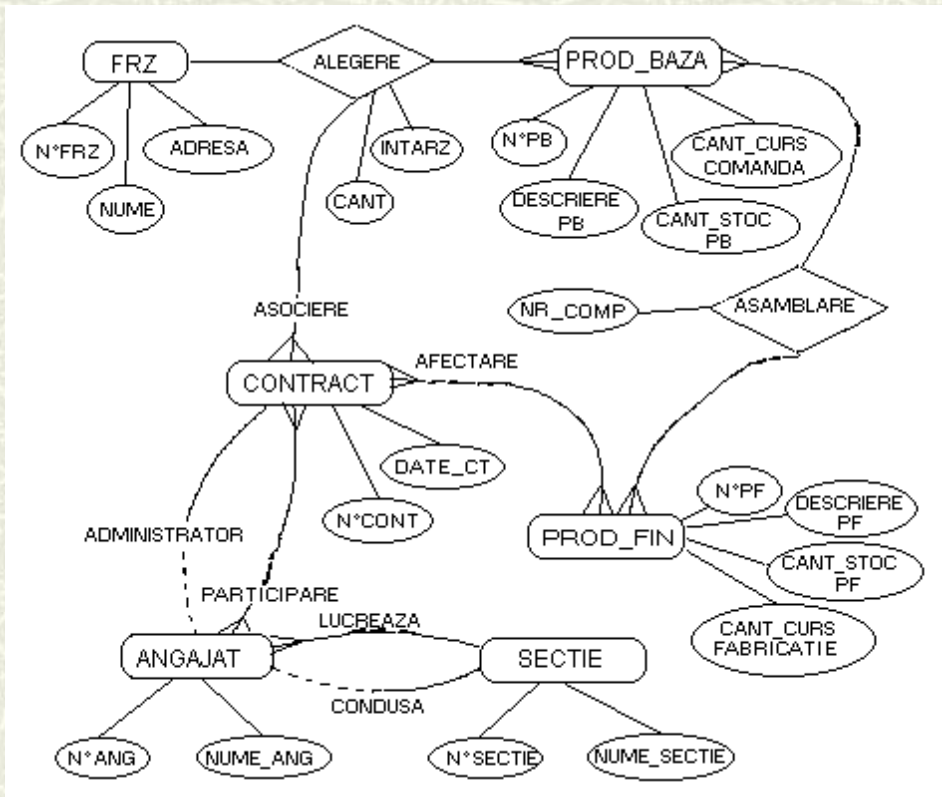 FRZ
ALEGERE
PROD_BAZA
N°FRZ
NUME
ADRESA
CANT
INTARZ
N°PB
DESCRIERE
PB
CANT_STOC
PB
CANT_CURS
COMANDA
ASOCIERE
NR_COMP
ASAMBLARE
CONTRACT
AFECTARE
DATE_CT
N°CONT
ADMINISTRATOR
PARTICIPARE
PROD_FIN
N°PF
DESCRIERE
PF
CANT_STOC
PF
CANT_CURS
FABRICATIE
LUCREAZA
ANGAJAT
SECTIE
CONDUSA
N°ANG
NUME_ANG
N°SECTIE
NUME_SECTIE